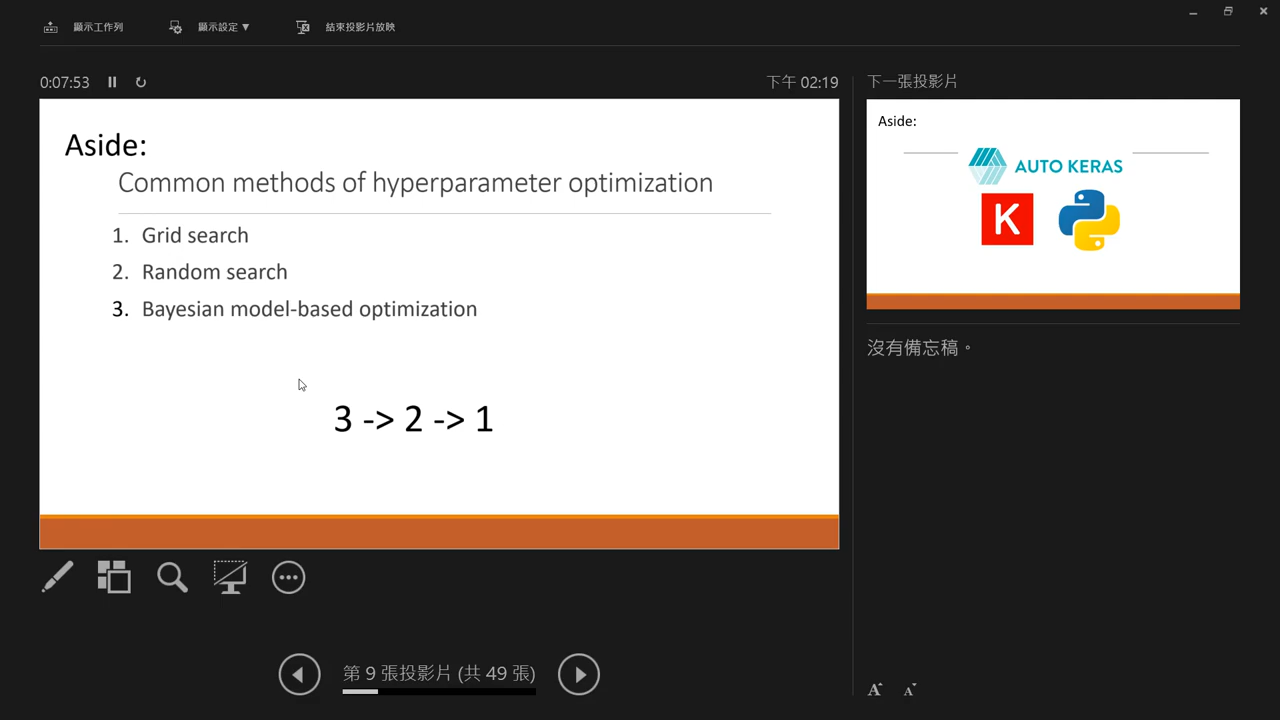 顯示工作列
顯示設定 ▼
結束投影片放映
0:07:53
下午 02:19
Aside:
Common methods of hyperparameter optimization
1. Grid search
2. Random search
3. Bayesian model-based optimization
3 -> 2 -> 1
下一張投影片
Aside:
AUTO KERAS
K
沒有備忘稿。
第 9 張投影片 (共 49 張)
A A